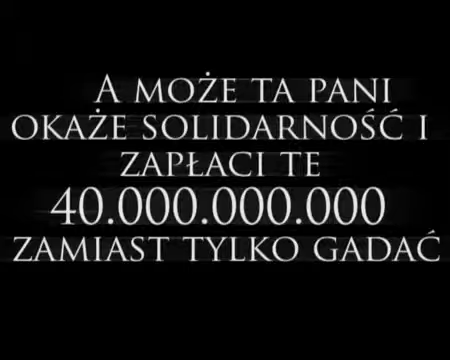 A MOŻE TA PANI
OKAŻE SOLIDARNOŚĆ I
ZAPŁACI TE
40.000.000.000
ZAMIAST TYLKO GADAĆ